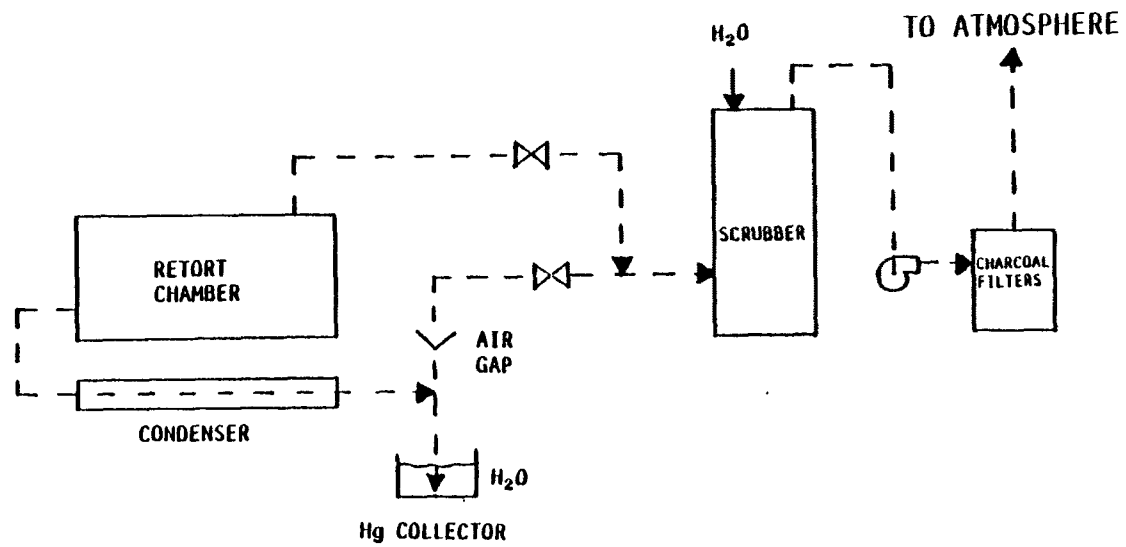 H₂O
TO ATMOSPHERE
RETORT
CHAMBER
SCRUBBER
CHARCOAL
FILTERS
AIR
GAP
CONDENSER
H₂O
Hg COLLECTOR